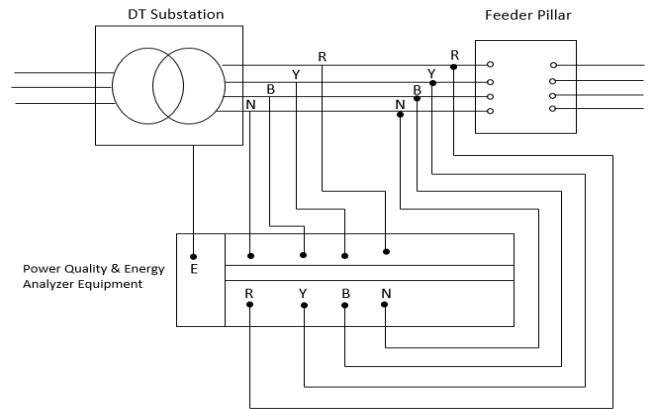 DT Substation
Feeder Pillar
R
Y
B
N
R
Y
B
N
Power Quality & Energy
Analyzer Equipment
E
R Y B N